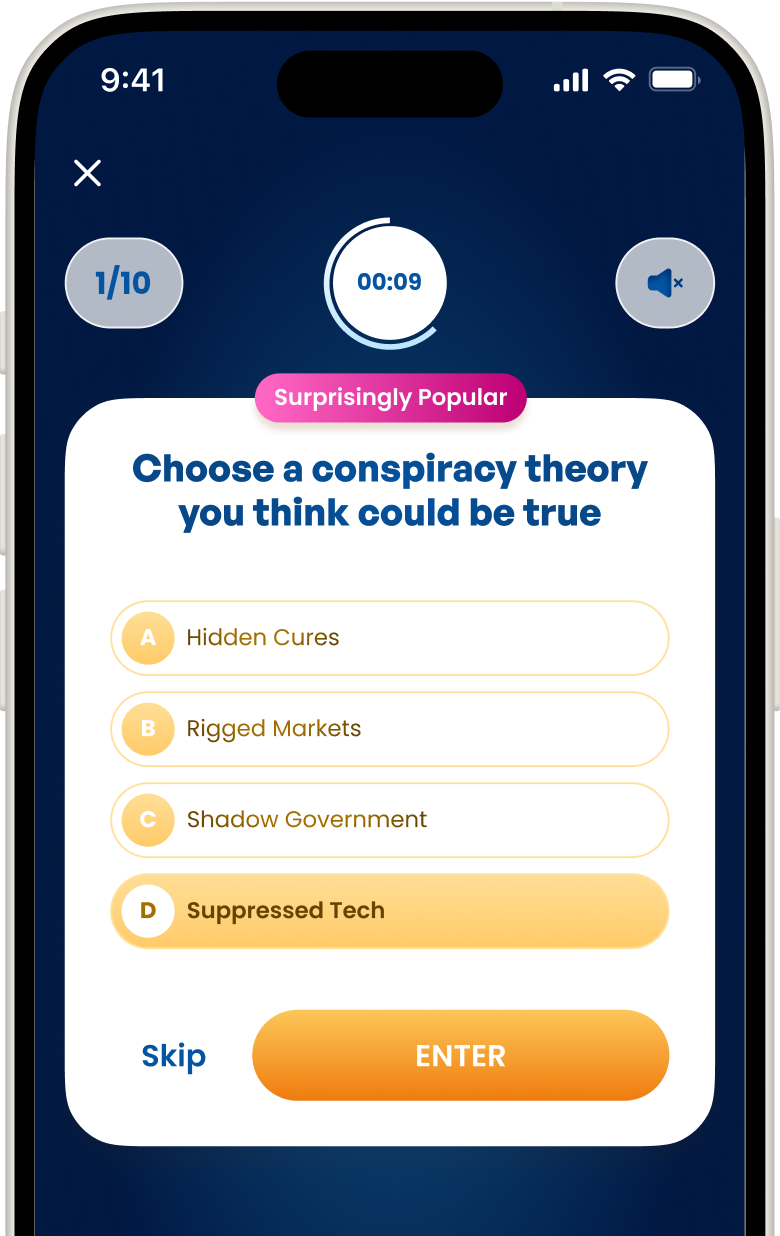 9:41
1/10
00:09
Surprisingly Popular
Choose a conspiracy theory
you think could be true
A Hidden Cures
B Rigged Markets
C Shadow Government
D Suppressed Tech
Skip
ENTER